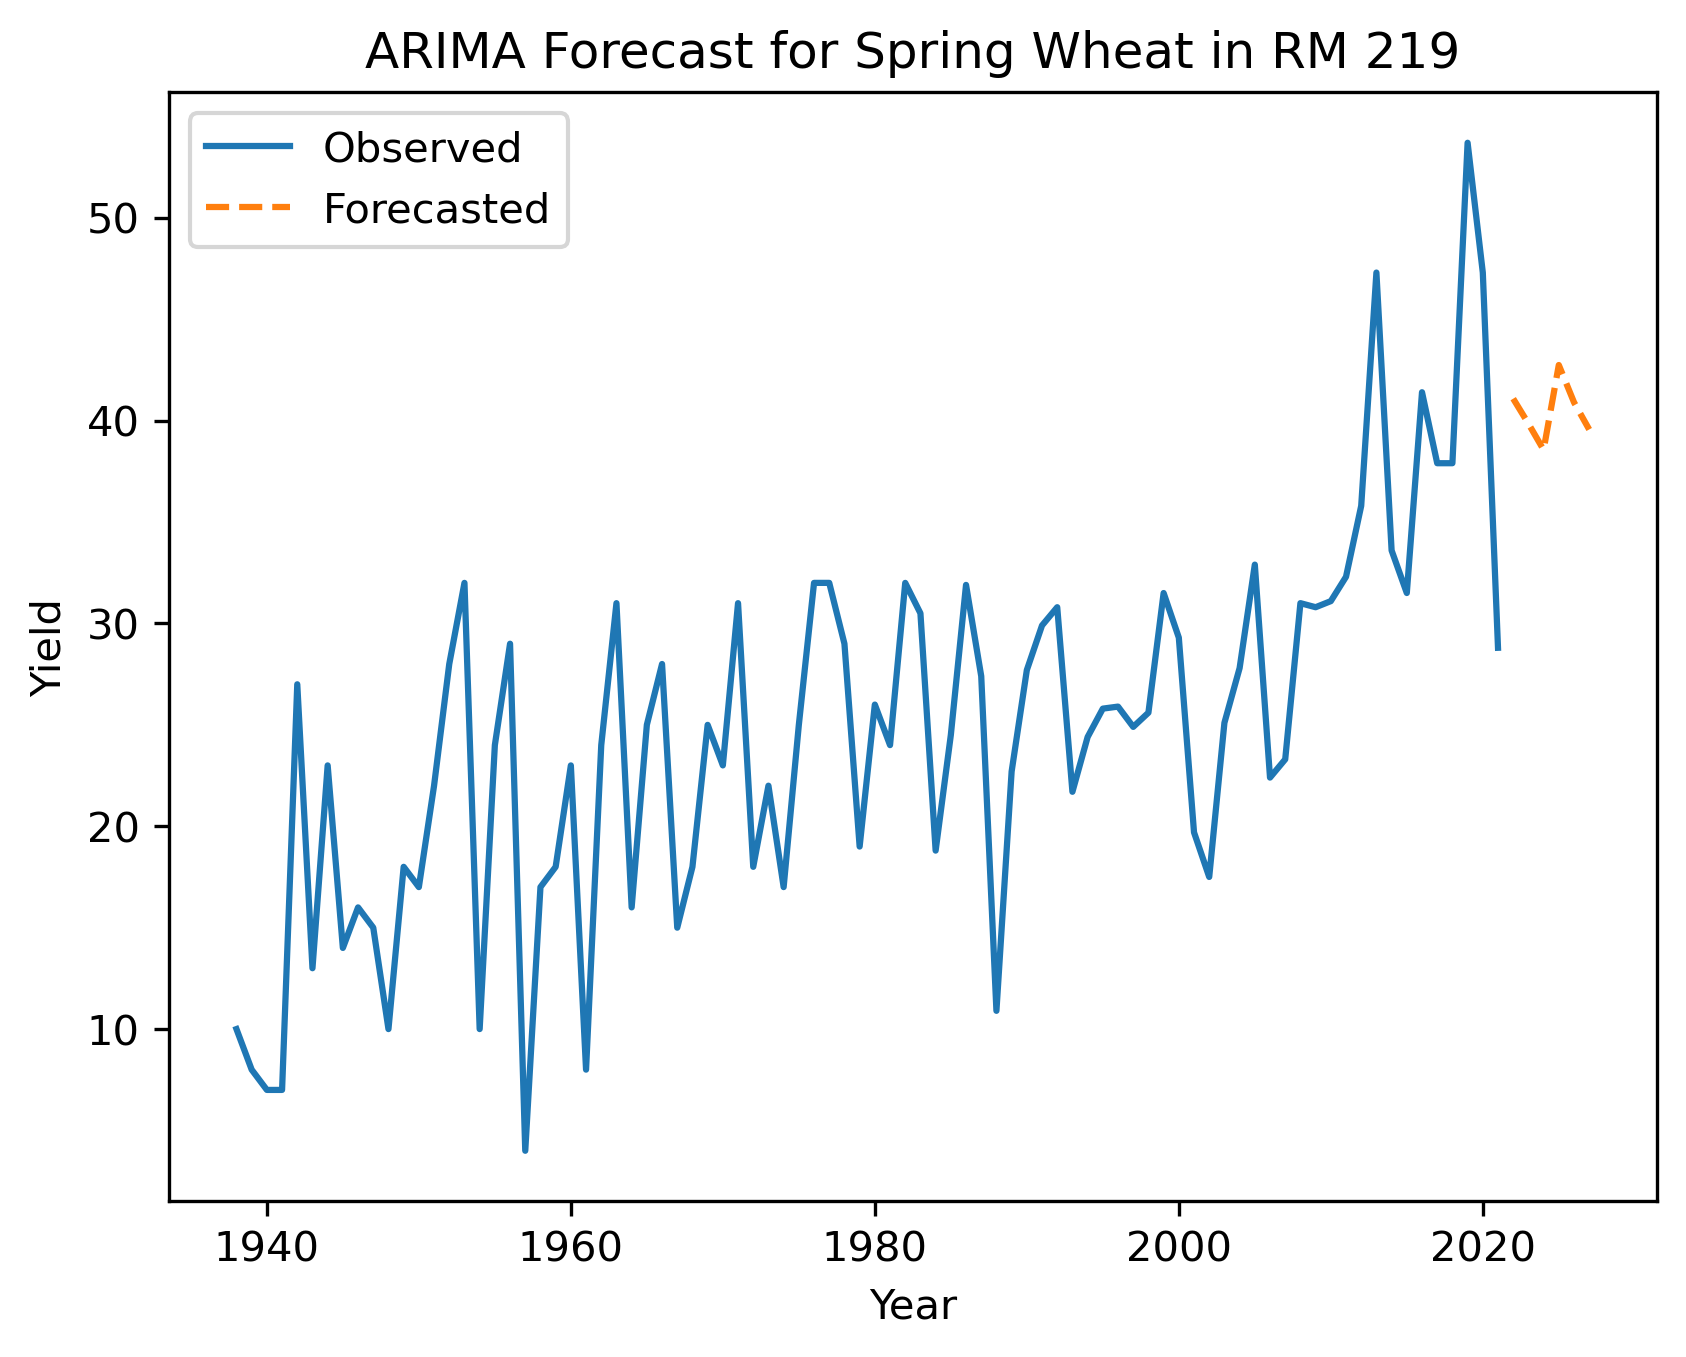 ARIMA Forecast for Spring Wheat in RM 219
Observed
Forecasted
50
40
30
20
10
Yield
1940 1960 1980 2000 2020
Year